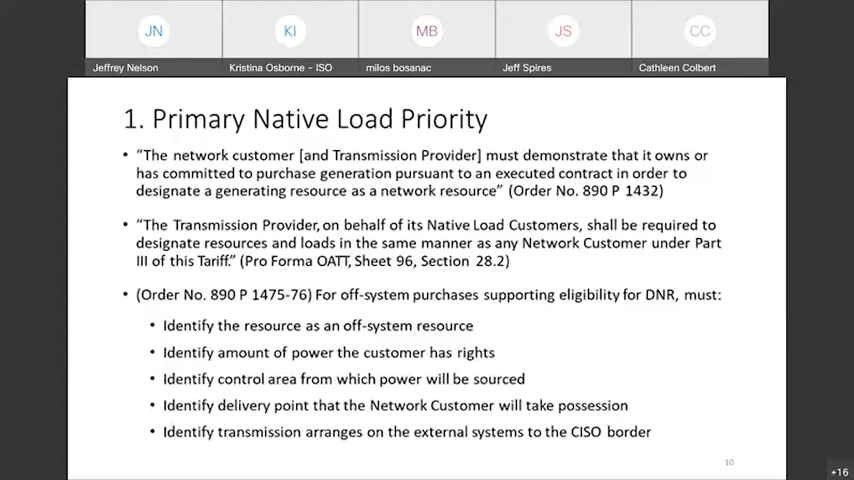 JN
KI
MB
JS
CC
Jeffrey Nelson
Kristina Osborne - ISO
milos bosanac
Jeff Spires
Cathleen Colbert
1. Primary Native Load Priority
• "The network customer [and Transmission Provider] must demonstrate that it owns or
has committed to purchase generation pursuant to an executed contract in order to
designate a generating resource as a network resource" (Order No. 890 P 1432)
• "The Transmission Provider, on behalf of its Native Load Customers, shall be required to
designate resources and loads in the same manner as any Network Customer under Part
III of this Tariff." (Pro Forma OATT, Sheet 96, Section 28.2)
• (Order No. 890 P 1475-76) For off-system purchases supporting eligibility for DNR, must:
• Identify the resource as an off-system resource
• Identify amount of power the customer has rights
• Identify control area from which power will be sourced
• Identify delivery point that the Network Customer will take possession
• Identify transmission arranges on the external systems to the CISO border
10
+16